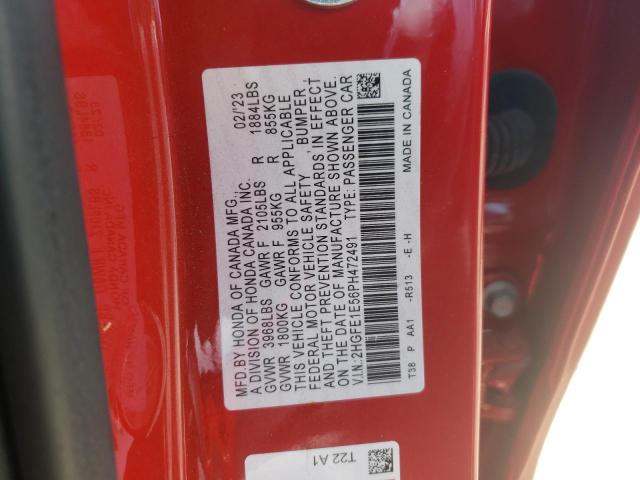 MFD.BY HONDA OF CANADA MFG., 02/23
A DIVISION OF HONDA CANADA INC.
GVWR 3968LBS GAWR F 2105LBS R 1884LBS
GVWR 1800KG GAWR F 955KG R 855KG
THIS VEHICLE CONFORMS TO ALL APPLICABLE
FEDERAL MOTOR VEHICLE SAFETY, BUMPER,
AND THEFT PREVENTION STANDARDS IN EFFECT
ON THE DATE OF MANUFACTURE SHOWN ABOVE.
V.I.N.:2HGFE1E56PH472491 TYPE: PASSENGER CAR
T38 P AA1 -R513 -E -H MADE IN CANADA
T22 A1